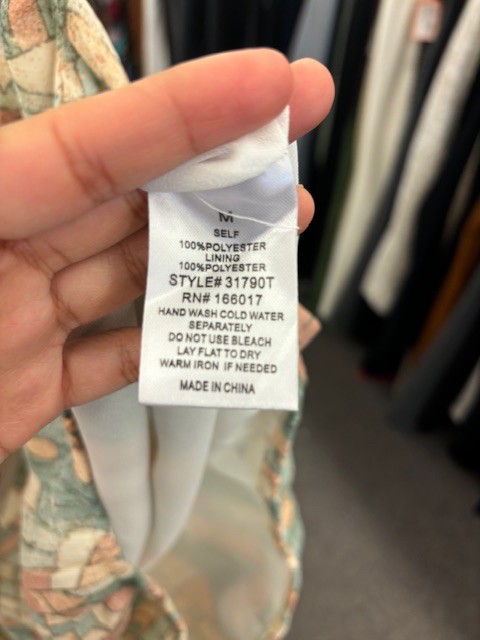 M
SELF
100%POLYESTER
LINING
100%POLYESTER
STYLE# 31790T
RN# 166017
HAND WASH COLD WATER
SEPARATELY
DO NOT USE BLEACH
LAY FLAT TO DRY
WARM IRON IF NEEDED
MADE IN CHINA